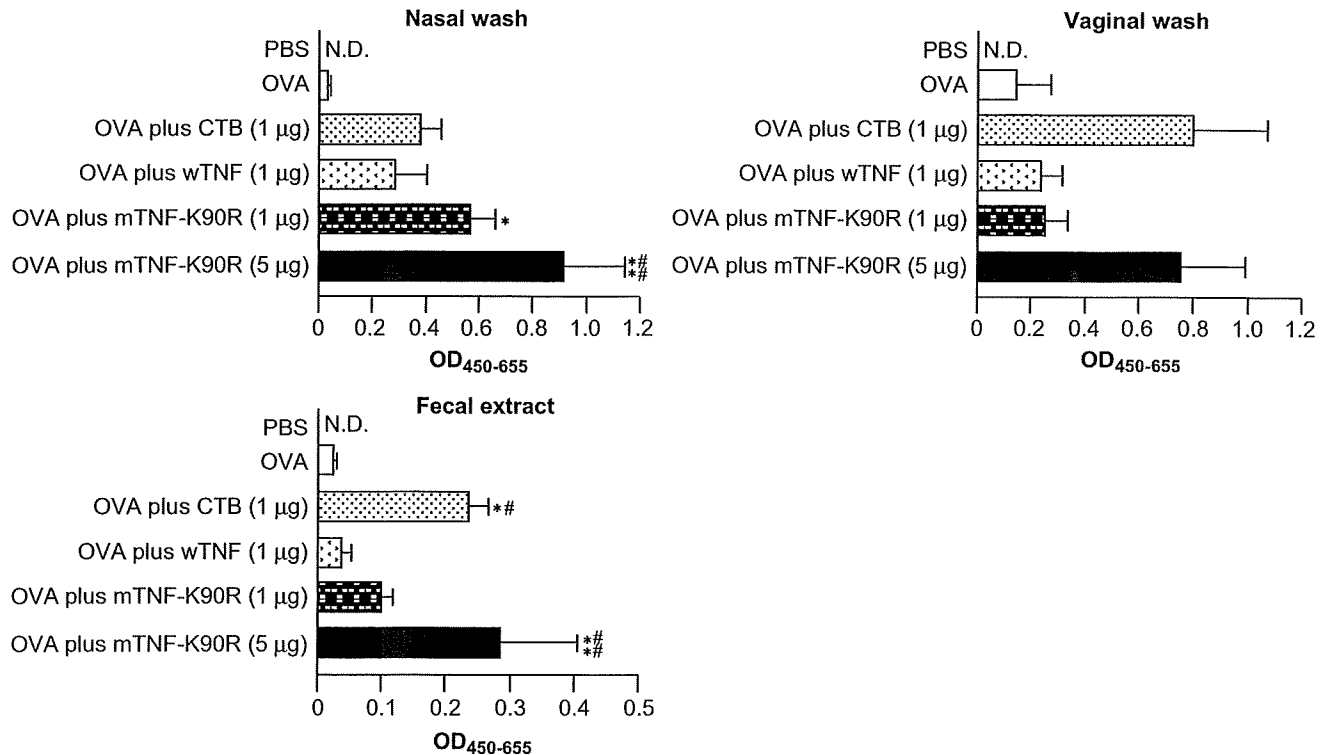 Nasal wash
PBS N.D.
OVA
OVA plus CTB (1 µg)
OVA plus wTNF (1 µg)
OVA plus mTNF-K90R (1 µg) *
OVA plus mTNF-K90R (5 µg) *#
*#
0 0.2 0.4 0.6 0.8 1.0 1.2
OD450-655
Vaginal wash
PBS N.D.
OVA
OVA plus CTB (1 µg)
OVA plus wTNF (1 µg)
OVA plus mTNF-K90R (1 µg)
OVA plus mTNF-K90R (5 µg)
0 0.2 0.4 0.6 0.8 1.0 1.2
OD450-655
Fecal extract
PBS N.D.
OVA
OVA plus CTB (1 µg) *#
OVA plus wTNF (1 µg)
OVA plus mTNF-K90R (1 µg)
OVA plus mTNF-K90R (5 µg) *#
*#
0 0.1 0.2 0.3 0.4 0.5
OD450-655